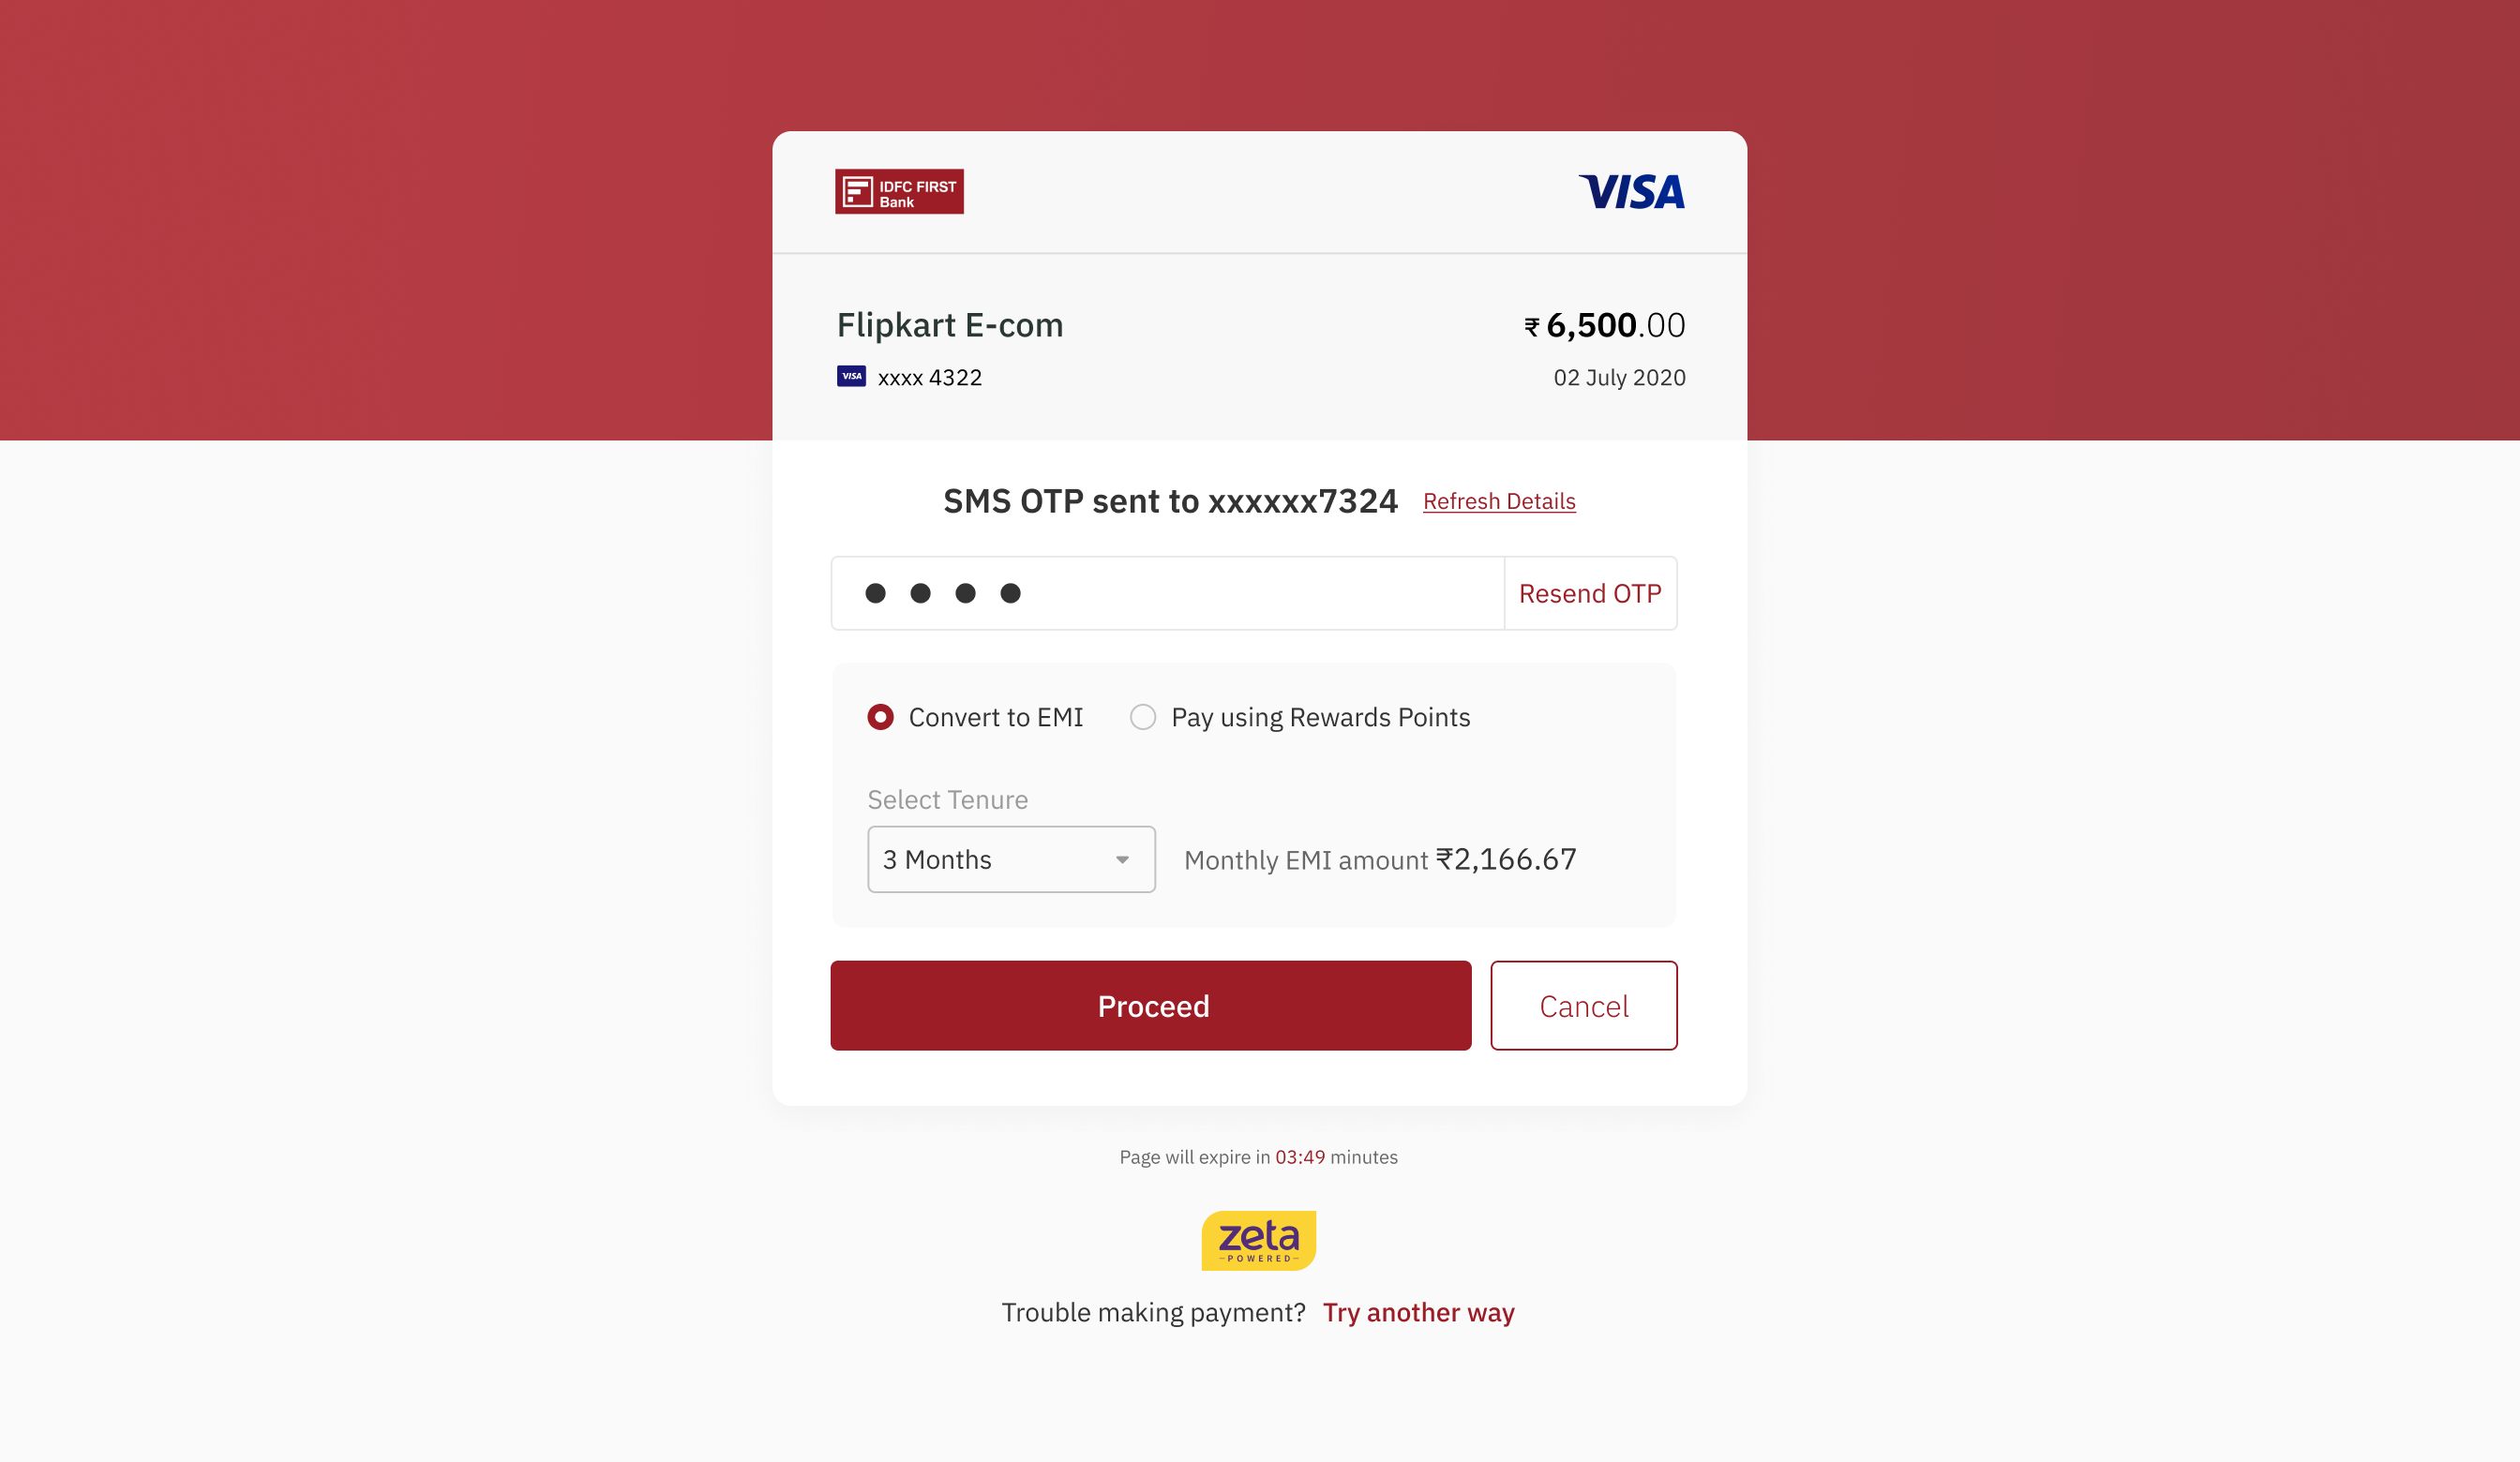 IDFC FIRST
Bank
VISA
Flipkart E-com
₹ 6,500.00
VISA xxxx 4322
02 July 2020
SMS OTP sent to xxxxxx7324 Refresh Details
Resend OTP
Convert to EMI Pay using Rewards Points
Select Tenure
3 Months Monthly EMI amount ₹2,166.67
Proceed Cancel
Page will expire in 03:49 minutes
zeta
POWERED
Trouble making payment? Try another way